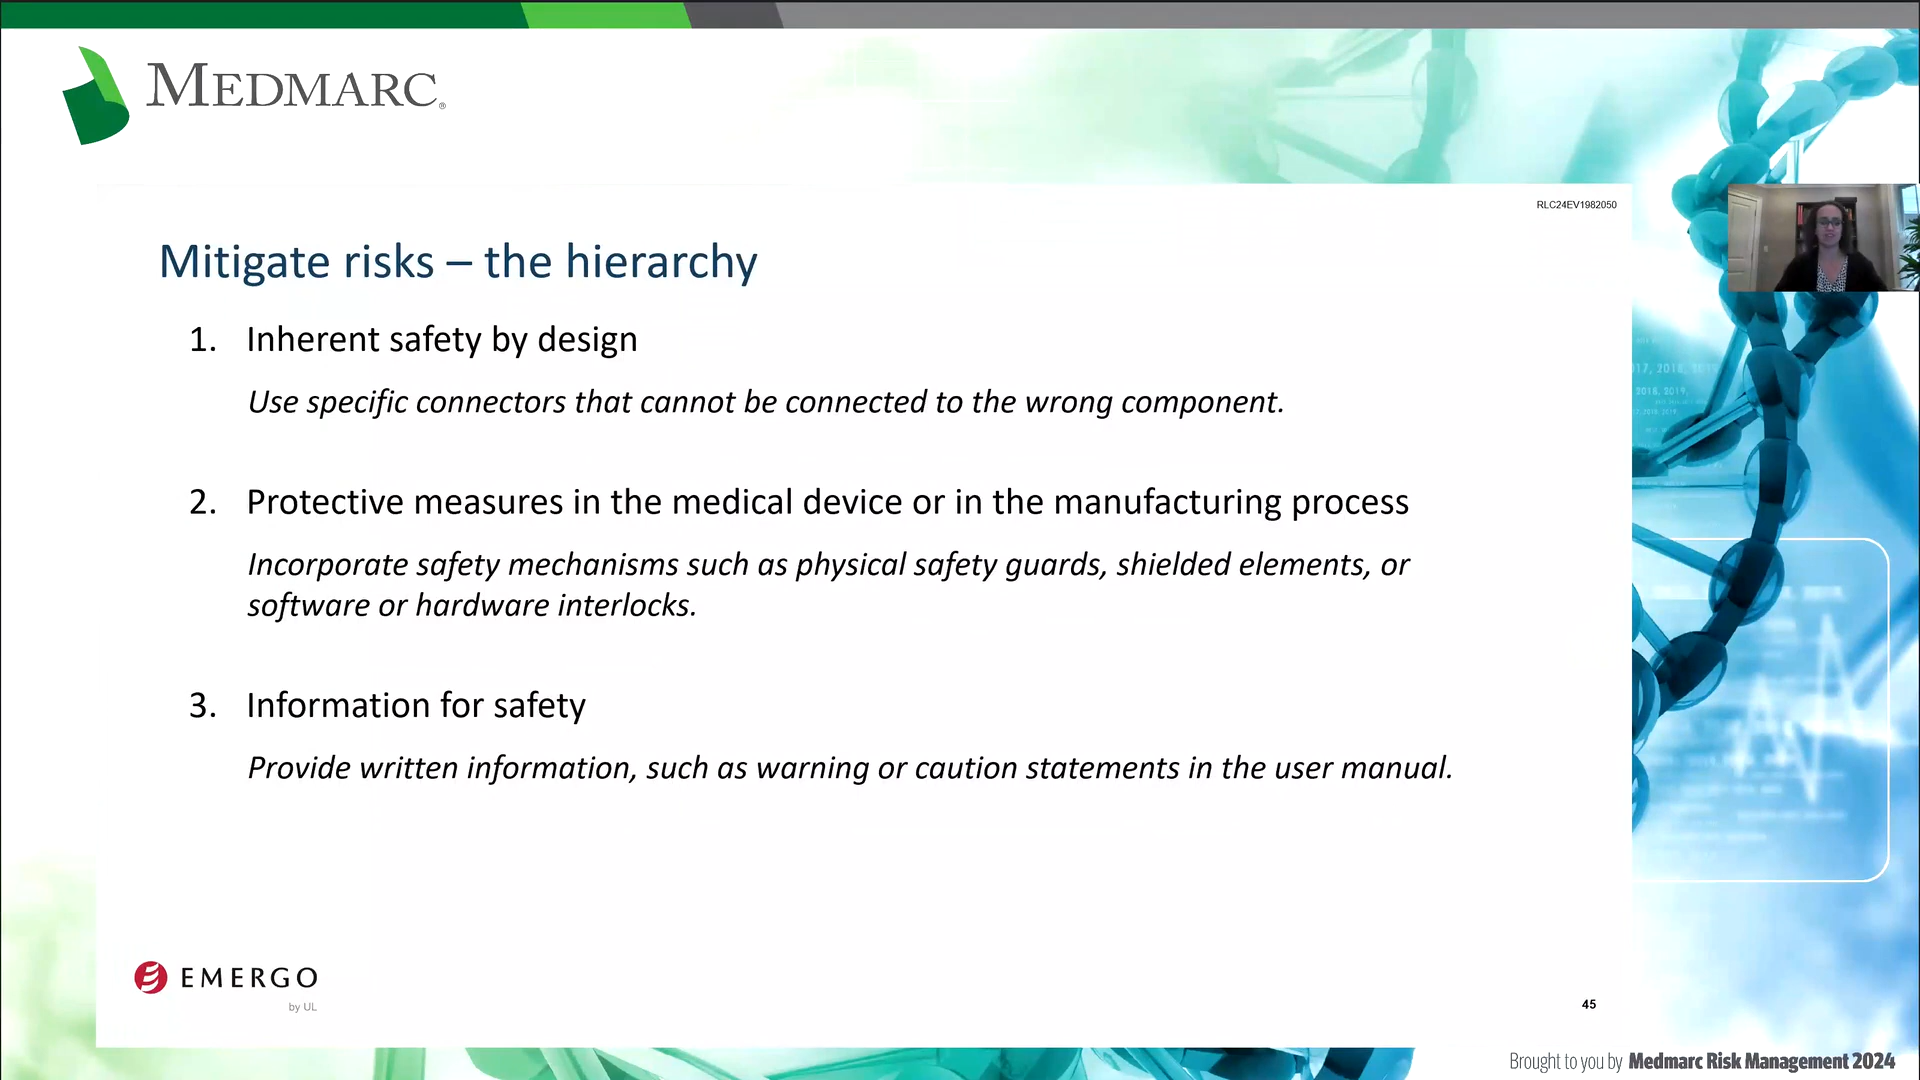 MEDMARC®
RLC24EV1982050
Mitigate risks – the hierarchy
1. Inherent safety by design
Use specific connectors that cannot be connected to the wrong component.
2. Protective measures in the medical device or in the manufacturing process
Incorporate safety mechanisms such as physical safety guards, shielded elements, or
software or hardware interlocks.
3. Information for safety
Provide written information, such as warning or caution statements in the user manual.
EMERGO
by UL
45
Brought to you by Medmarc Risk Management 2024